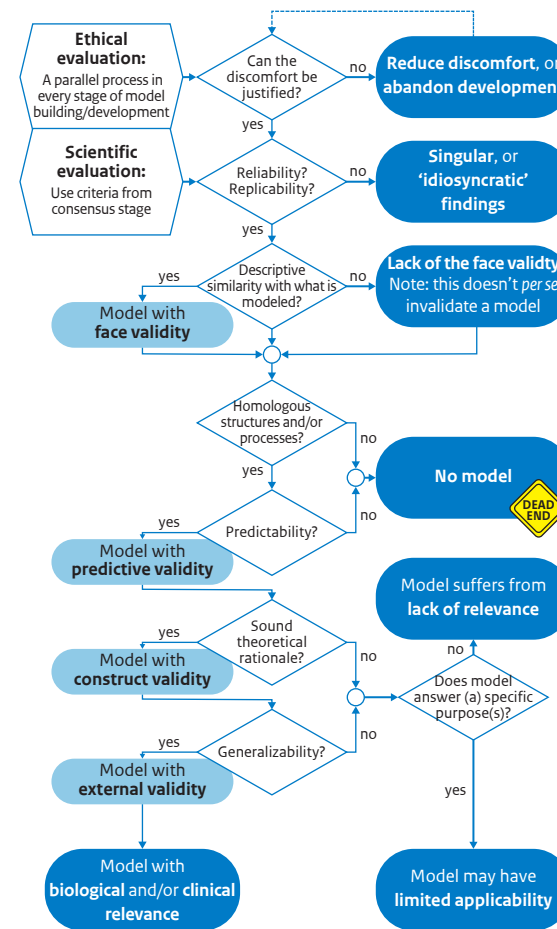 Ethical
evaluation:
A parallel process in
every stage of model
building/development
Can the
discomfort be
justified?
no
Reduce discomfort, or
abandon development
yes
Scientific
evaluation:
Use criteria from
consensus stage
Reliability?
Replicability?
no
Singular, or
‘idiosyncratic’
findings
yes
Descriptive
similarity with what is
modeled?
yes
no
Lack of the face validty
Note: this doesn’t per se
invalidate a model
Model with
face validity
Homologous
structures and/or
processes?
no
yes
No model
DEAD
END
Predictability?
yes
no
Model with
predictive validity
Model suffers from
lack of relevance
Sound
theoretical
rationale?
yes
no
no
Model with
construct validity
Does model
answer (a) specific
purpose(s)?
Generalizability?
yes
no
Model with
external validity
yes
Model with
biological and/or clinical
relevance
Model may have
limited applicability